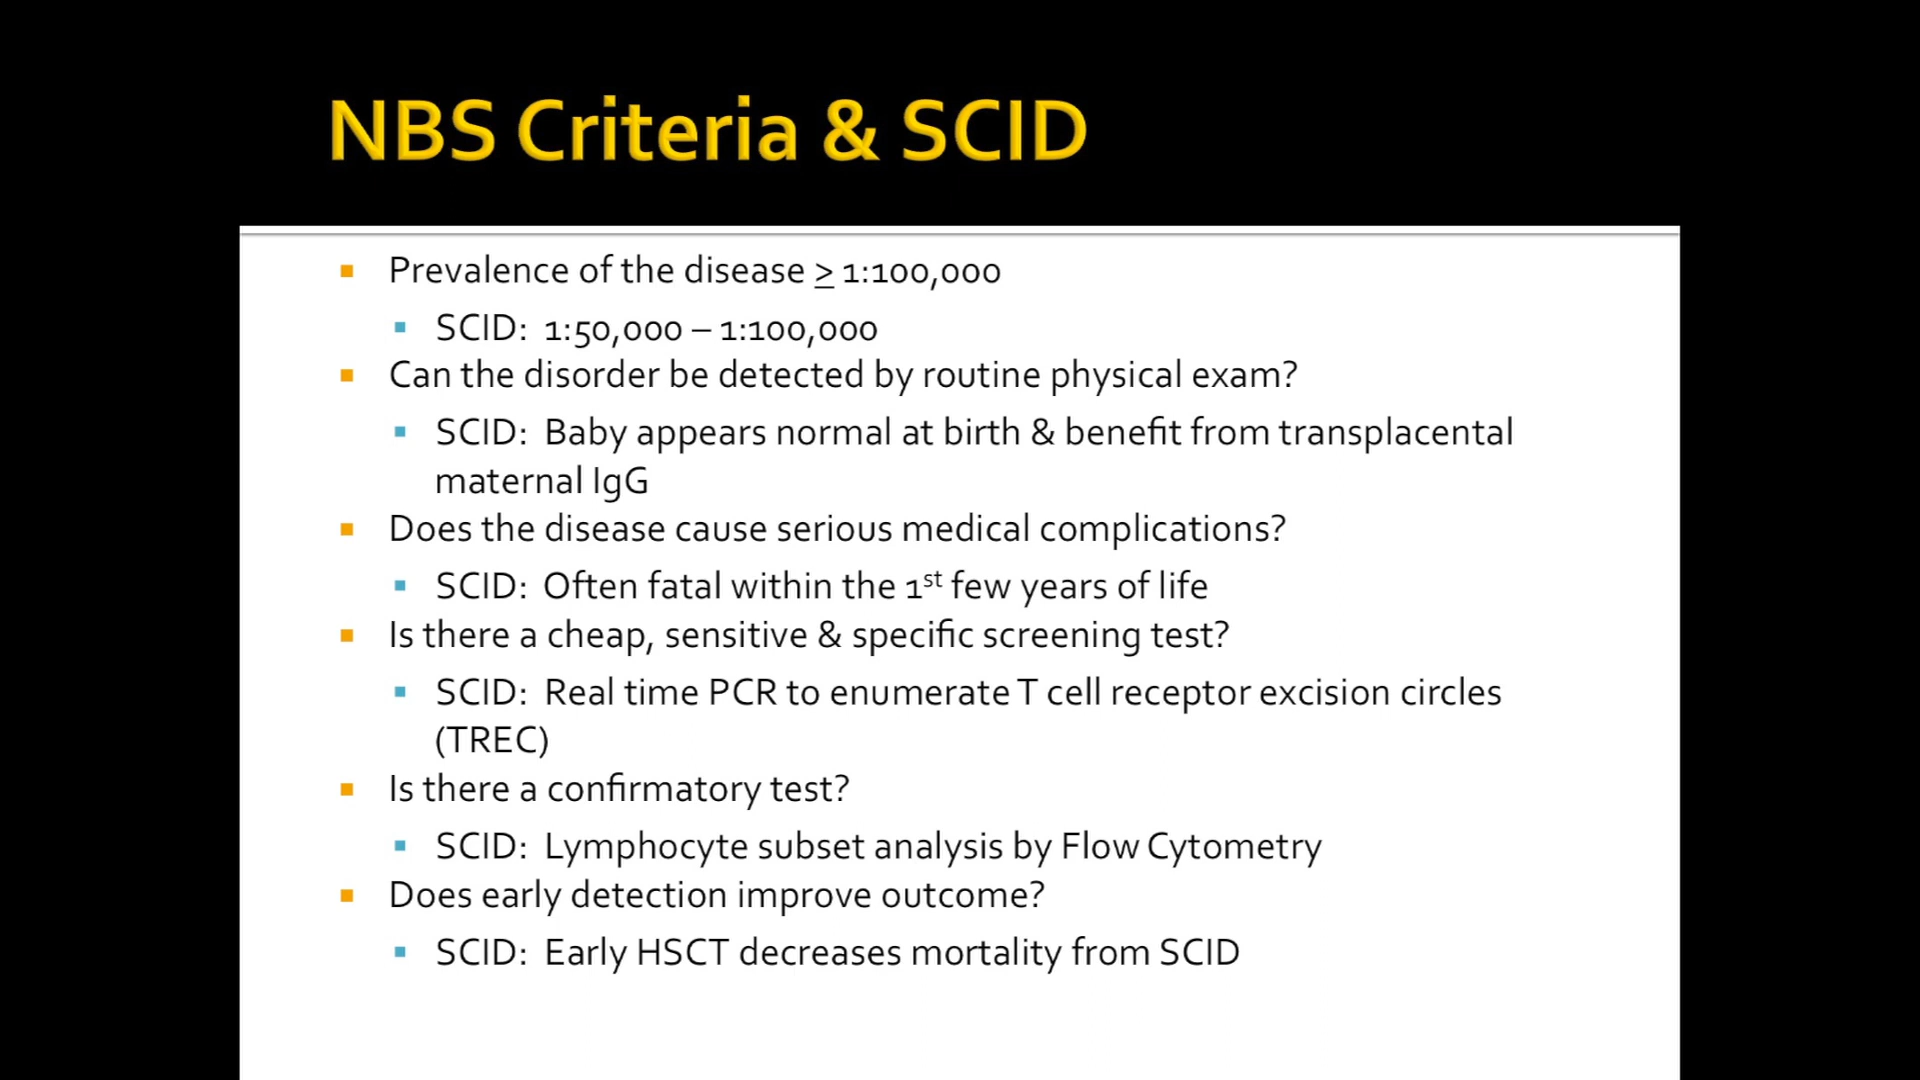 NBS Criteria & SCID
Prevalence of the disease ≥ 1:100,000
SCID: 1:50,000 – 1:100,000
Can the disorder be detected by routine physical exam?
SCID: Baby appears normal at birth & benefit from transplacental
maternal IgG
Does the disease cause serious medical complications?
SCID: Often fatal within the 1st few years of life
Is there a cheap, sensitive & specific screening test?
SCID: Real time PCR to enumerate T cell receptor excision circles
(TREC)
Is there a confirmatory test?
SCID: Lymphocyte subset analysis by Flow Cytometry
Does early detection improve outcome?
SCID: Early HSCT decreases mortality from SCID